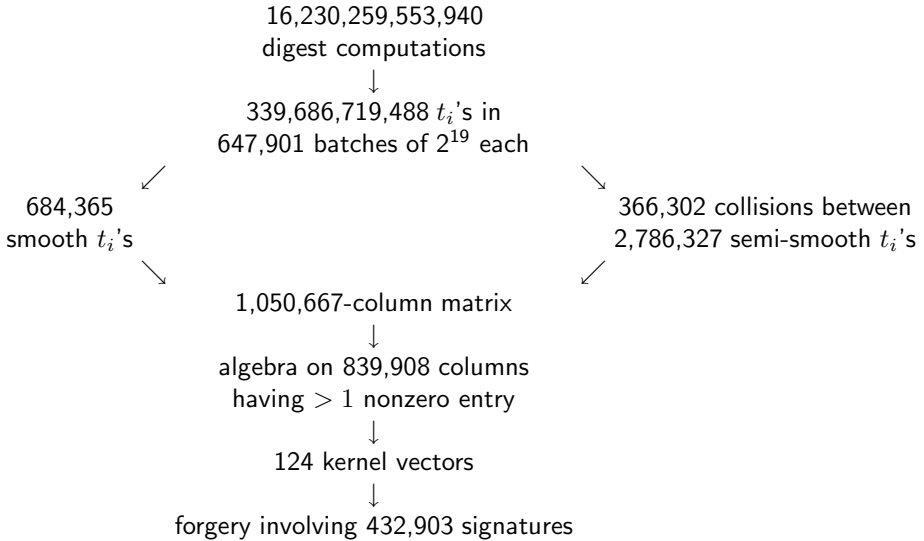 16,230,259,553,940
digest computations
↓
339,686,719,488 tᵢ's in
647,901 batches of 2¹⁹ each
↙ ↘
684,365
smooth tᵢ's
366,302 collisions between
2,786,327 semi-smooth tᵢ's
↘ ↙
1,050,667-column matrix
↓
algebra on 839,908 columns
having > 1 nonzero entry
↓
124 kernel vectors
↓
forgery involving 432,903 signatures